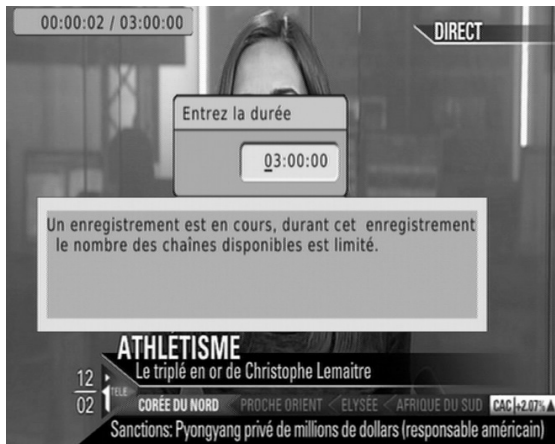 00:00:02 / 03:00:00
DIRECT
Entrez la durée
03:00:00
Un enregistrement est en cours, durant cet enregistrement
le nombre des chaînes disponibles est limité.
ATHLÉTISME
Le triplé en or de Christophe Lemaitre
12
02
TELE
CORÉE DU NORD PROCHE ORIENT ELYSÉE AFRIQUE DU SUD CAC +2.07% ▲
Sanctions: Pyongyang privé de millions de dollars (responsable américain)